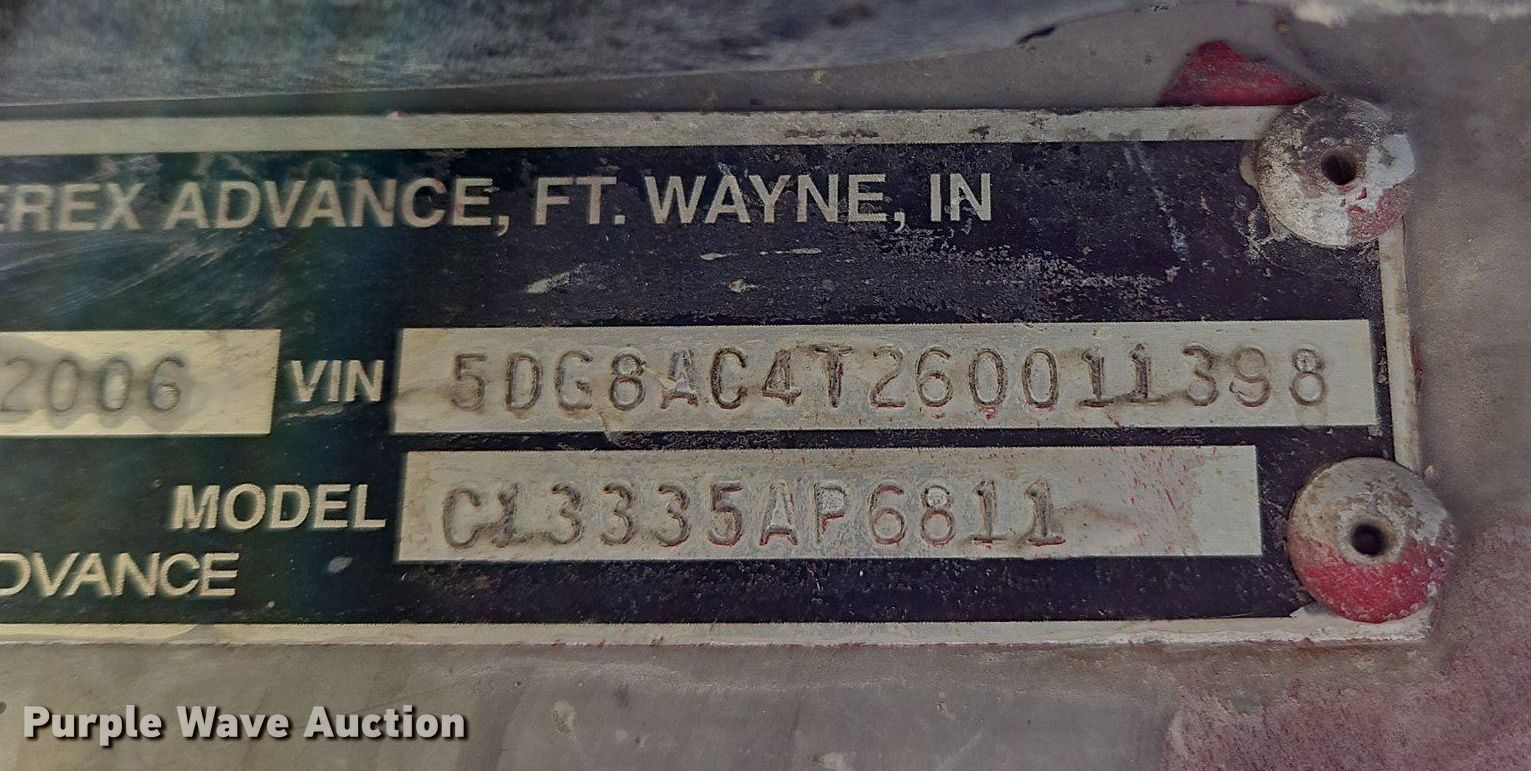 EREX ADVANCE, FT. WAYNE, IN
2006 VIN 5DG8AC4T260011398
MODEL C13335AP6811
DVANCE
Purple Wave Auction